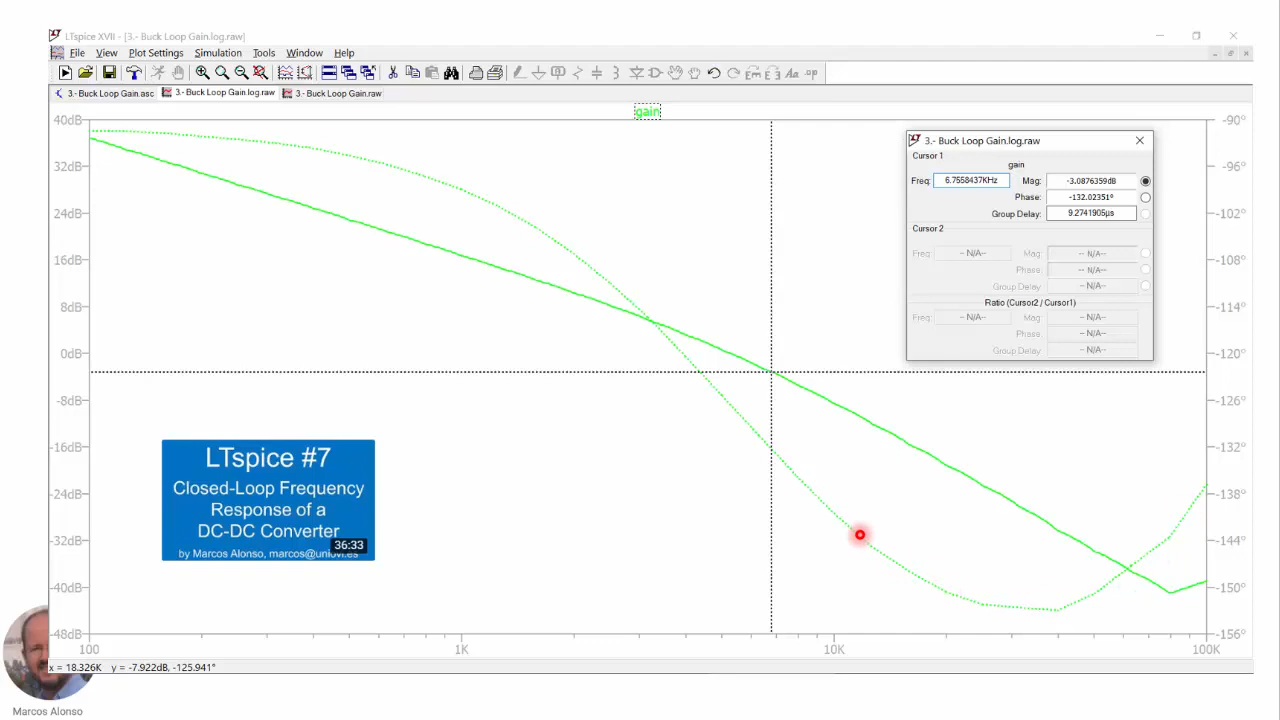 LTspice XVII - [3.- Buck Loop Gain.log.raw]
File View Plot Settings Simulation Tools Window Help
3.- Buck Loop Gain.asc 3.- Buck Loop Gain.log.raw 3.- Buck Loop Gain.raw
gain
40dB
32dB
24dB
16dB
8dB
0dB
-8dB
-16dB
-24dB
-32dB
-40dB
-48dB
-90°
-96°
-102°
-108°
-114°
-120°
-126°
-132°
-138°
-144°
-150°
-156°
3.- Buck Loop Gain.log.raw
Cursor 1
gain
Freq: 6.7558437KHz Mag: -3.0876359dB
Phase: -132.02351°
Group Delay: 9.2741905µs
Cursor 2
Freq: -- N/A-- Mag: -- N/A--
Phase: -- N/A--
Group Delay: -- N/A--
Ratio (Cursor2 / Cursor1)
Freq: -- N/A-- Mag: -- N/A--
Phase: -- N/A--
Group Delay: -- N/A--
LTspice #7
Closed-Loop Frequency
Response of a
DC-DC Converter
36:33
by Marcos Alonso, marcos@uniovi.es
100 1K 10K 100K
x = 18.326K y = -7.922dB, -125.941°
Marcos Alonso